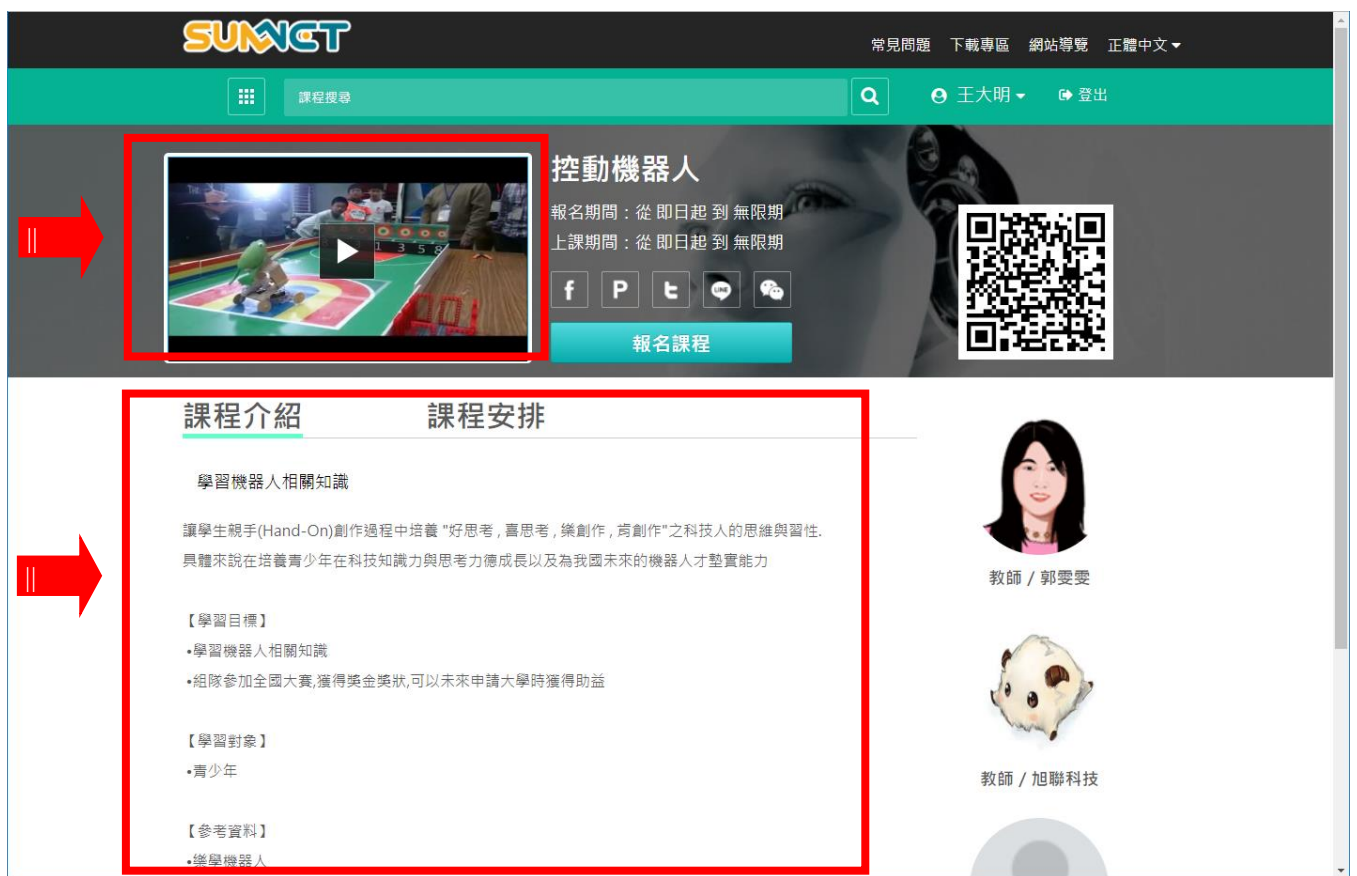 SUNNET
常見問題 下載專區 網站導覽 正體中文
課程搜尋
王大明 登出
控動機器人
報名期間：從 即日起 到 無限期
上課期間：從 即日起 到 無限期
f P t LINE
報名課程
1 3 5 8
||
課程介紹 課程安排
學習機器人相關知識
讓學生親手(Hand-On)創作過程中培養 "好思考 , 喜思考 , 樂創作 , 肯創作"之科技人的思維與習性.
具體來說在培養青少年在科技知識力與思考力德成長以及為我國未來的機器人才墊實能力
||
教師 / 郭雯雯
【學習目標】
•學習機器人相關知識
•組隊參加全國大賽,獲得獎金獎狀,可以未來申請大學時獲得助益
【學習對象】
•青少年
教師 / 旭聯科技
【參考資料】
•樂學機器人